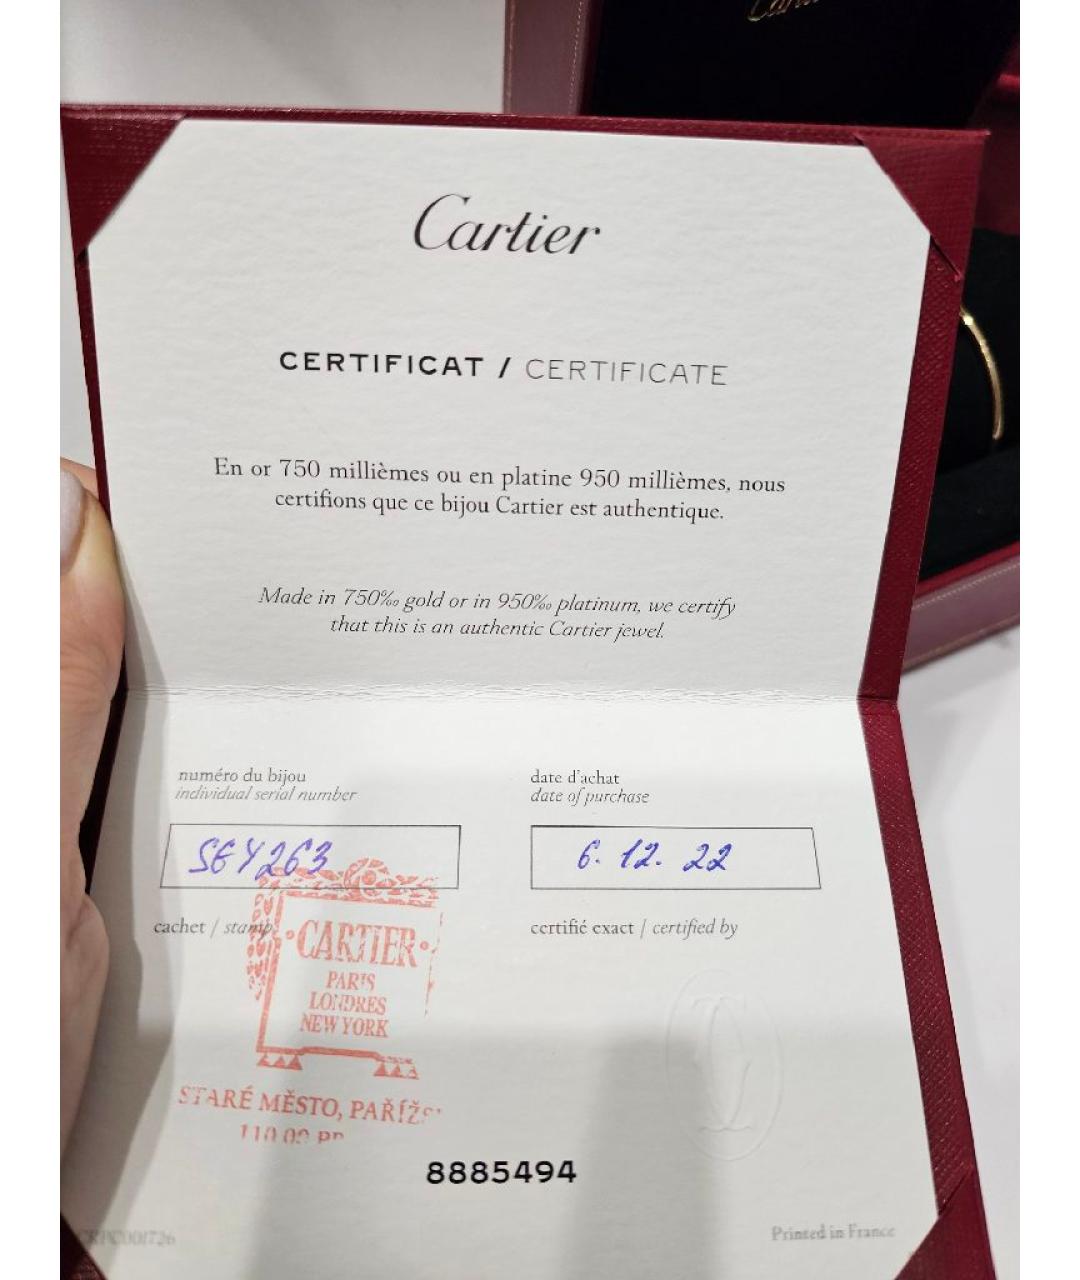 Cartier
CERTIFICAT / CERTIFICATE
En or 750 millièmes ou en platine 950 millièmes, nous
certifions que ce bijou Cartier est authentique.
Made in 750‰ gold or in 950‰ platinum, we certify
that this is an authentic Cartier jewel.
numéro du bijou
individual serial number
date d'achat
date of purchase
SGY263
6. 12. 22
cachet / stamp
certifié exact / certified by
·CARTIER·
PARIS
LONDRES
NEW YORK
STARÉ MĚSTO,
110 00
8885494
Printed in France